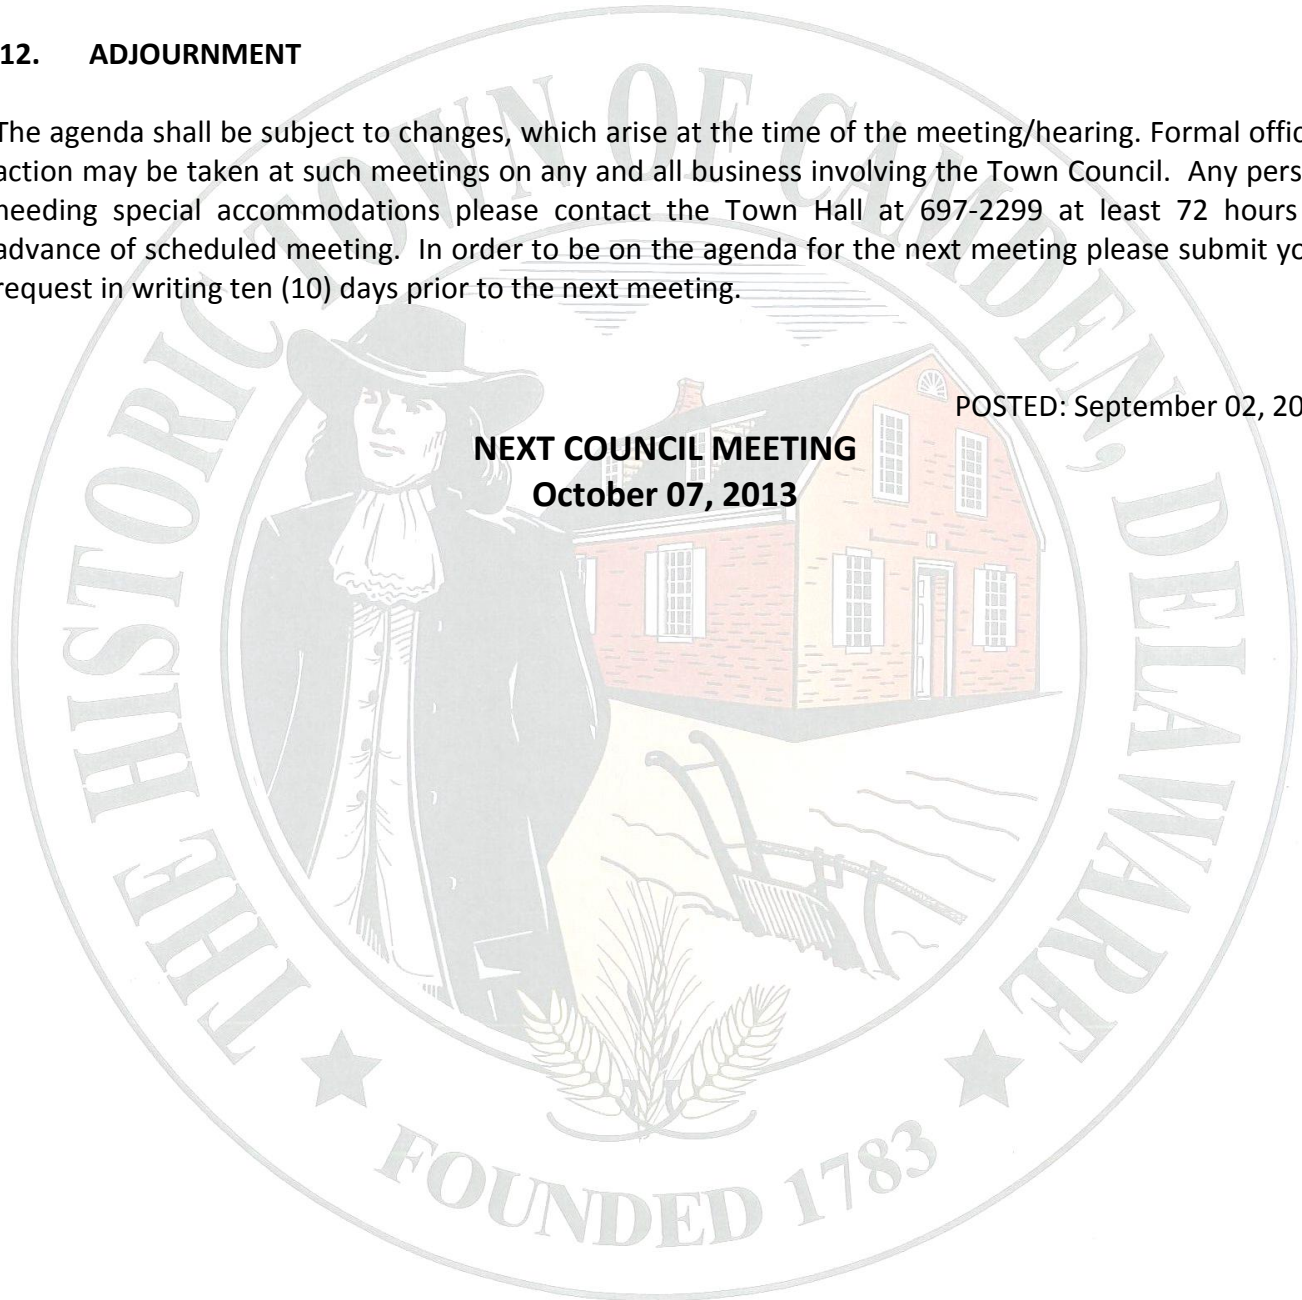 12. ADJOURNMENT
The agenda shall be subject to changes, which arise at the time of the meeting/hearing. Formal offic
action may be taken at such meetings on any and all business involving the Town Council. Any pers
needing special accommodations please contact the Town Hall at 697-2299 at least 72 hours
advance of scheduled meeting. In order to be on the agenda for the next meeting please submit yo
request in writing ten (10) days prior to the next meeting.
POSTED: September 02, 20
NEXT COUNCIL MEETING
October 07, 2013
THE HISTORIC TOWN OF CAMDEN, DELAWARE
FOUNDED 1783